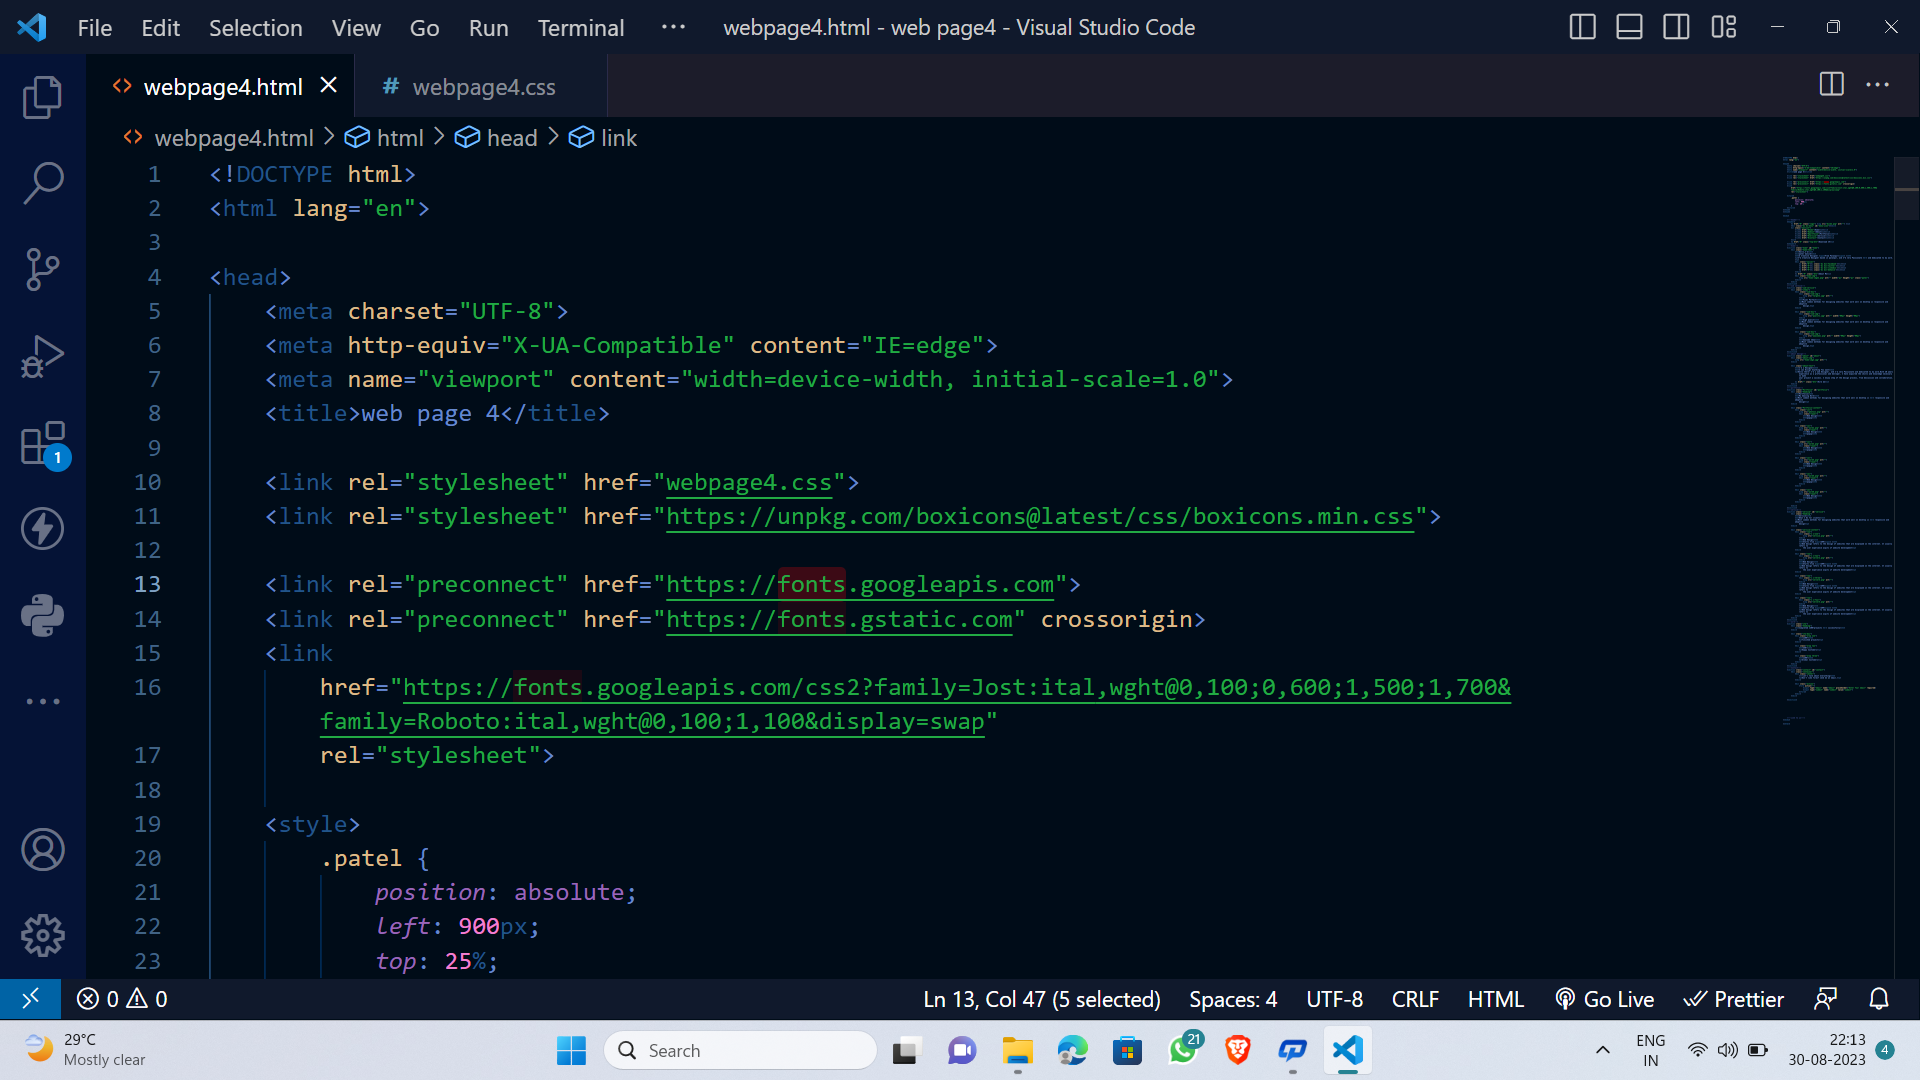 File Edit Selection View Go Run Terminal ··· webpage4.html - web page4 - Visual Studio Code
webpage4.html # webpage4.css
webpage4.html > html > head > link
1 <!DOCTYPE html>
2 <html lang="en">
3
4 <head>
5 <meta charset="UTF-8">
6 <meta http-equiv="X-UA-Compatible" content="IE=edge">
7 <meta name="viewport" content="width=device-width, initial-scale=1.0">
8 <title>web page 4</title>
9
10 <link rel="stylesheet" href="webpage4.css">
11 <link rel="stylesheet" href="https://unpkg.com/boxicons@latest/css/boxicons.min.css">
12
13 <link rel="preconnect" href="https://fonts.googleapis.com">
14 <link rel="preconnect" href="https://fonts.gstatic.com" crossorigin>
15 <link
16 href="https://fonts.googleapis.com/css2?family=Jost:ital,wght@0,100;0,600;1,500;1,700&
family=Roboto:ital,wght@0,100;1,100&display=swap"
17 rel="stylesheet">
18
19 <style>
20 .patel {
21 position: absolute;
22 left: 900px;
23 top: 25%;
1
0 0 Ln 13, Col 47 (5 selected) Spaces: 4 UTF-8 CRLF HTML Go Live Prettier
29°C
Mostly clear
Search
21
ENG
IN
22:13
30-08-2023
4